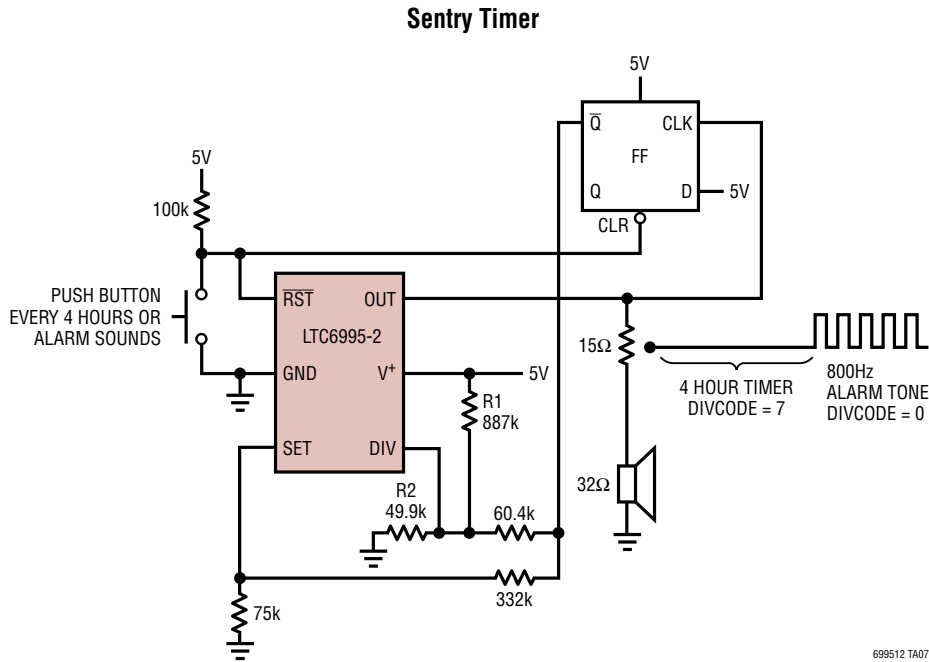 Sentry Timer
5V
Q̅
CLK
FF
Q
D
5V
CLR
5V
100k
PUSH BUTTON
EVERY 4 HOURS OR
ALARM SOUNDS
R̅S̅T̅
OUT
LTC6995-2
GND
V⁺
5V
SET
DIV
R1
887k
R2
49.9k
60.4k
332k
75k
15Ω
32Ω
4 HOUR TIMER
DIVCODE = 7
800Hz
ALARM TONE
DIVCODE = 0
699512 TA07